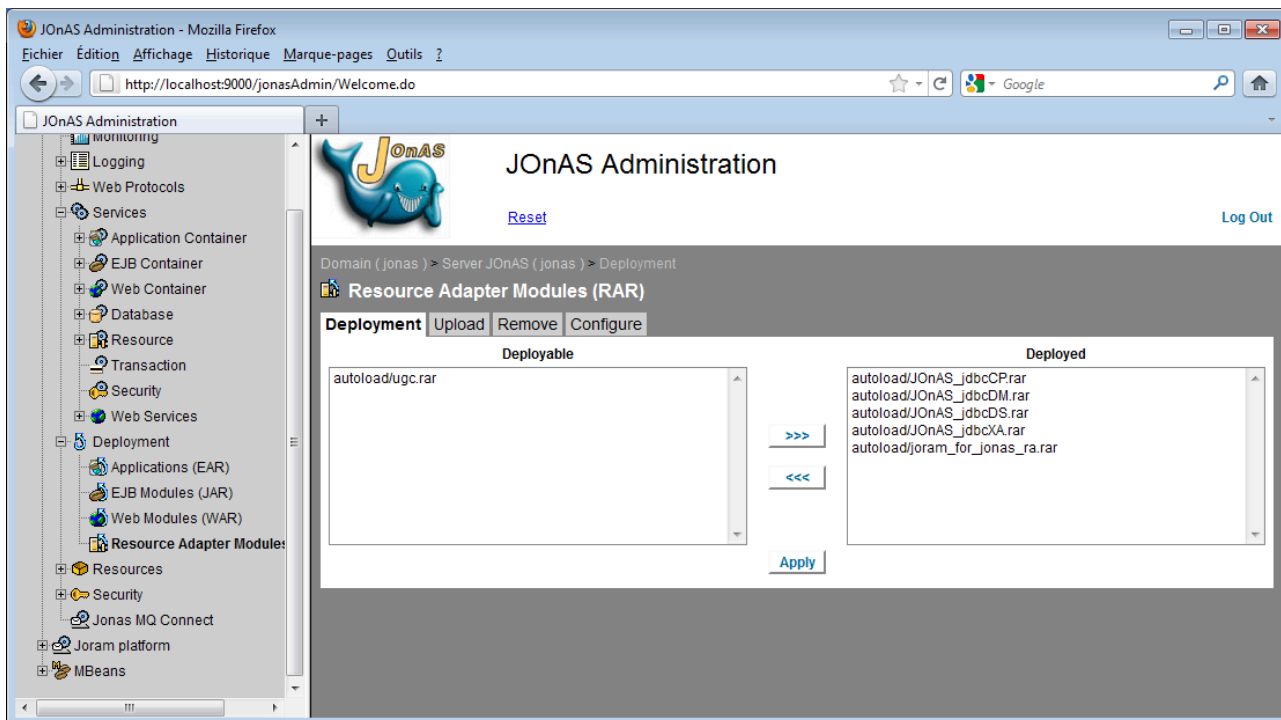 JOnAS Administration - Mozilla Firefox
Fichier Édition Affichage Historique Marque-pages Outils ?
http://localhost:9000/jonasAdmin/Welcome.do
Google
JOnAS Administration
Monitoring
Logging
Web Protocols
Services
Application Container
EJB Container
Web Container
Database
Resource
Transaction
Security
Web Services
Deployment
Applications (EAR)
EJB Modules (JAR)
Web Modules (WAR)
Resource Adapter Modules
Resources
Security
Jonas MQ Connect
Joram platform
MBeans
JOnAS
JOnAS Administration
Reset
Log Out
Domain ( jonas ) > Server JOnAS ( jonas ) > Deployment
Resource Adapter Modules (RAR)
Deployment Upload Remove Configure
Deployable
autoload/ugc.rar
>>>
<<<
Apply
Deployed
autoload/JOnAS_jdbcCP.rar
autoload/JOnAS_jdbcDM.rar
autoload/JOnAS_jdbcDS.rar
autoload/JOnAS_jdbcXA.rar
autoload/joram_for_jonas_ra.rar